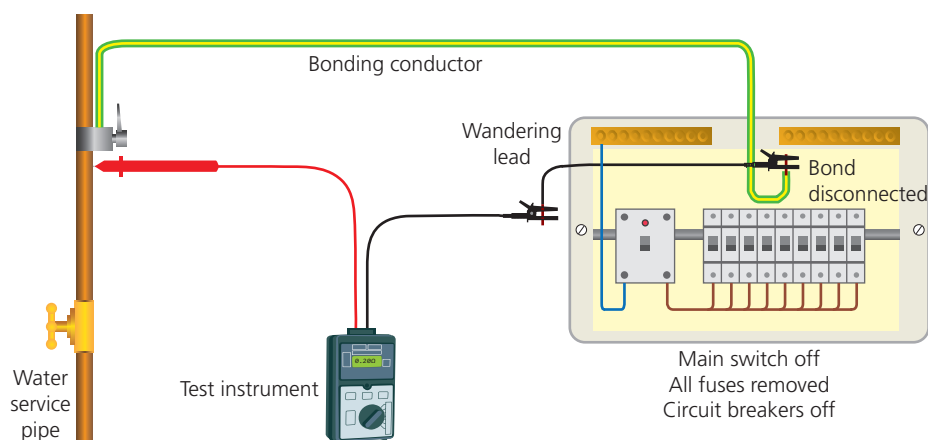 Bonding conductor
Wandering
lead
Bond
disconnected
Water
service
pipe
Test instrument
0.20Ω
Main switch off
All fuses removed
Circuit breakers off